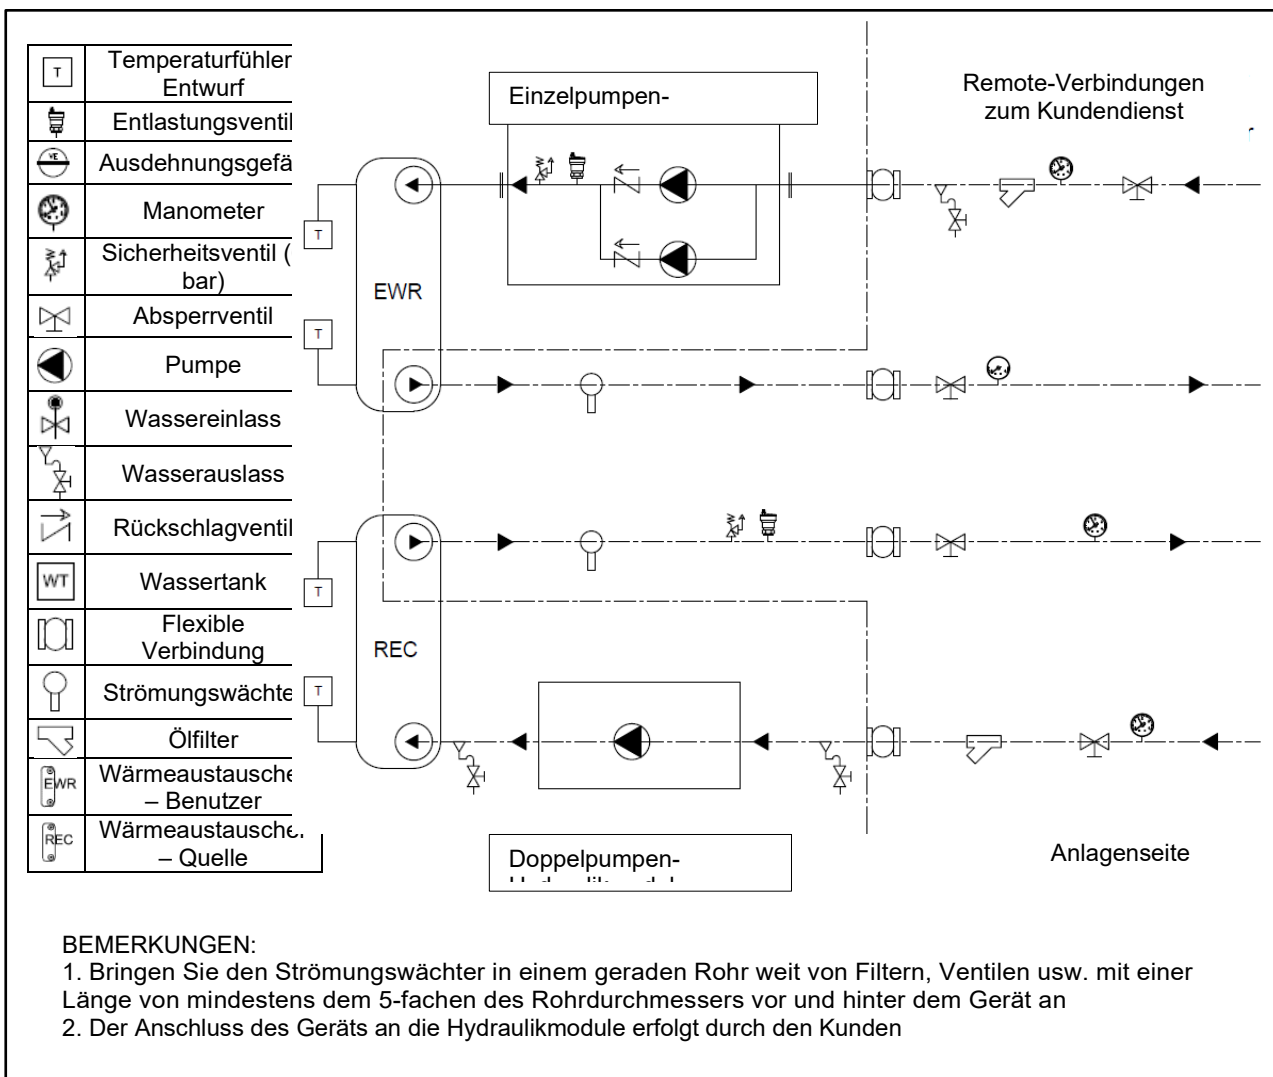 T
Temperaturfühler
Entwurf
Entlastungsventil
VE
Ausdehnungsgefä
Manometer
Sicherheitsventil (
bar)
Absperrventil
Pumpe
Wassereinlass
Wasserauslass
Rückschlagventil
WT
Wassertank
Flexible
Verbindung
Strömungswächte
Ölfilter
EWR
Wärmeaustausche
– Benutzer
REC
Wärmeaustauscher
– Quelle
Einzelpumpen-
Remote-Verbindungen
zum Kundendienst
T
EWR
T
T
REC
T
Doppelpumpen-
Anlagenseite
BEMERKUNGEN:
1. Bringen Sie den Strömungswächter in einem geraden Rohr weit von Filtern, Ventilen usw. mit einer
Länge von mindestens dem 5-fachen des Rohrdurchmessers vor und hinter dem Gerät an
2. Der Anschluss des Geräts an die Hydraulikmodule erfolgt durch den Kunden